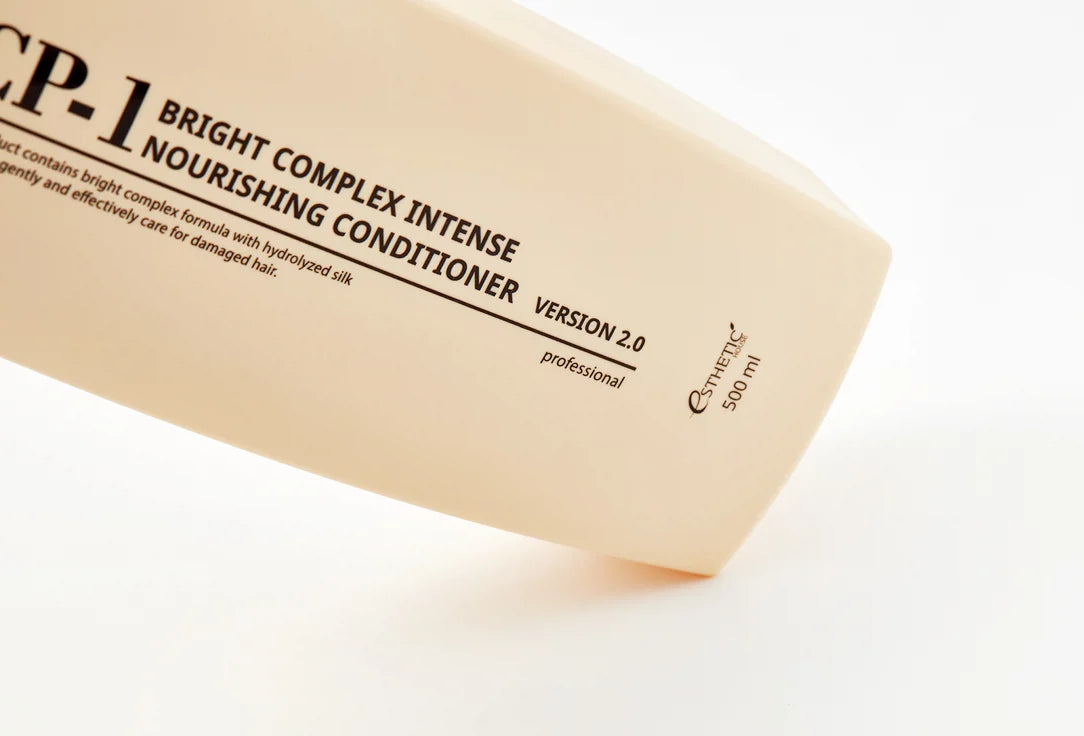 CP-1
BRIGHT COMPLEX INTENSE
NOURISHING CONDITIONER VERSION 2.0
contains bright complex formula with hydrolyzed silk
gently and effectively care for damaged hair.
professional
eSTHETIC
HOUSE
500 ml